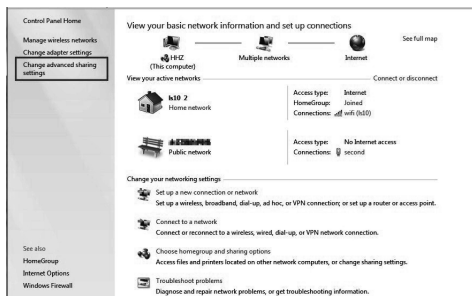 Control Panel Home
Manage wireless networks
Change adapter settings
Change advanced sharing
settings
View your basic network information and set up connections
See full map
HHZ
(This computer)
Multiple networks
Internet
View your active networks
Connect or disconnect
ls10 2
Home network
Access type: Internet
HomeGroup: Joined
Connections: wifi (ls10)
Public network
Access type: No Internet access
Connections: second
Change your networking settings
Set up a new connection or network
Set up a wireless, broadband, dial-up, ad hoc, or VPN connection; or set up a router or access point.
Connect to a network
Connect or reconnect to a wireless, wired, dial-up, or VPN network connection.
Choose homegroup and sharing options
Access files and printers located on other network computers, or change sharing settings.
Troubleshoot problems
Diagnose and repair network problems, or get troubleshooting information.
See also
HomeGroup
Internet Options
Windows Firewall